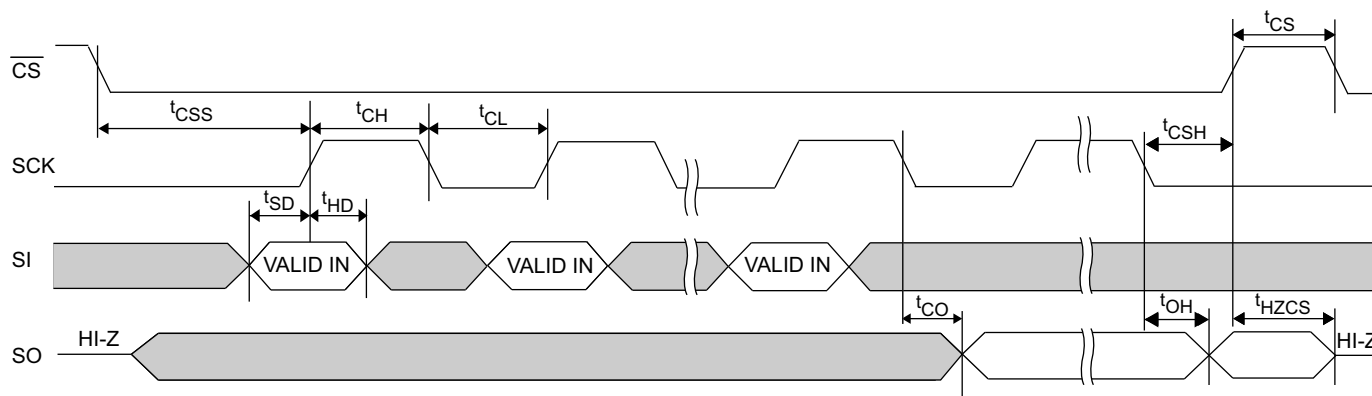 tCS
CS
tCSS
tCH
tCL
tCSH
SCK
tSD
tHD
SI
VALID IN
VALID IN
VALID IN
tCO
tOH
tHZCS
SO
HI-Z
HI-Z